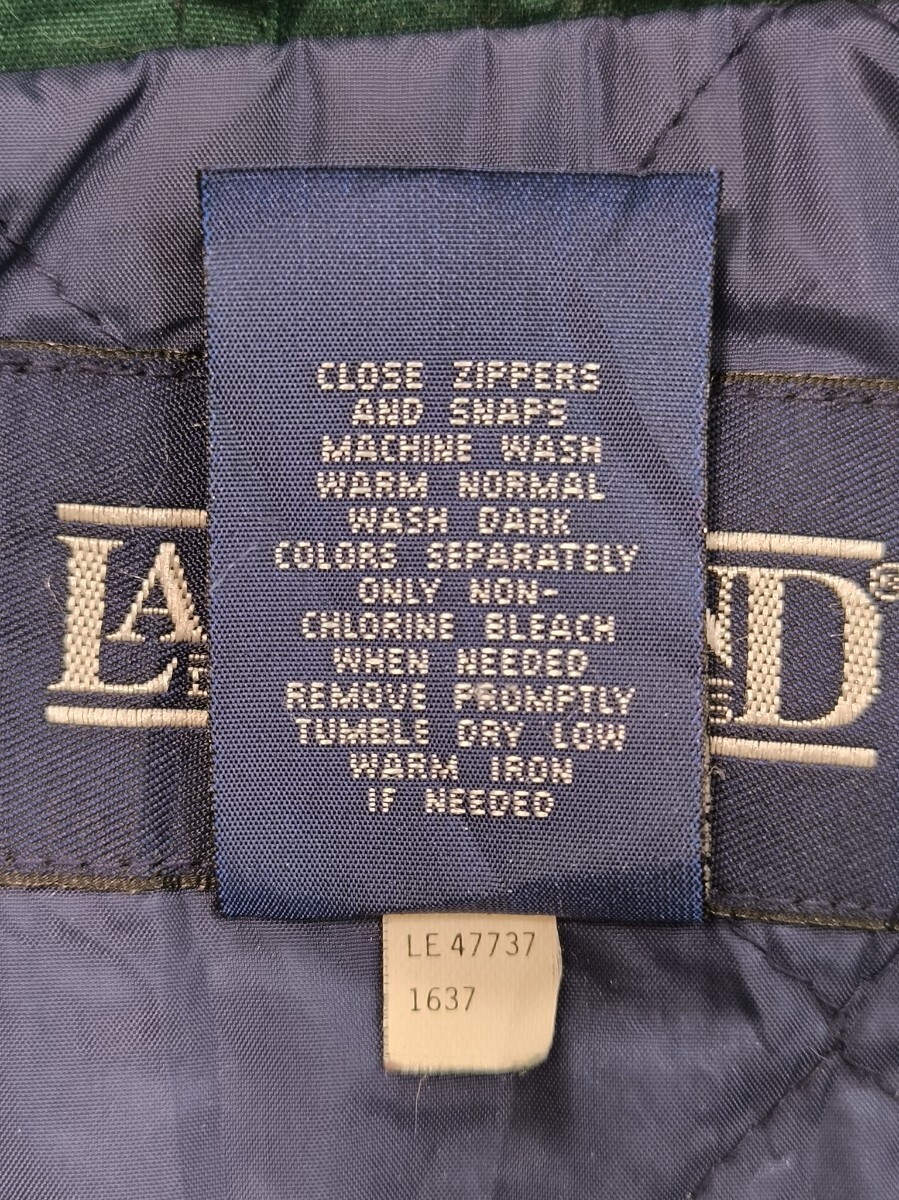 CLOSE ZIPPERS
AND SNAPS
MACHINE WASH
WARM NORMAL
WASH DARK
COLORS SEPARATELY
ONLY NON-
CHLORINE BLEACH
WHEN NEEDED
REMOVE PROMPTLY
TUMBLE DRY LOW
WARM IRON
IF NEEDED
LE 47737
1637